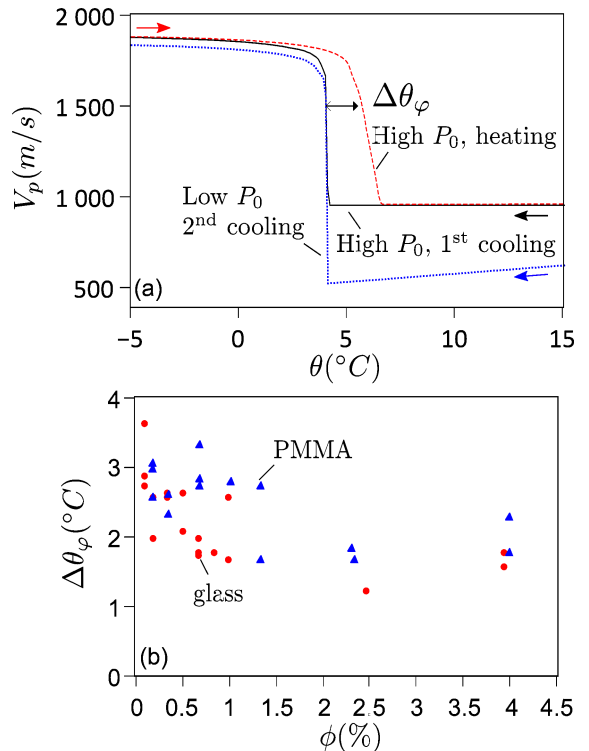 2 000
1 500
1 000
500
V_p(m/s)
Δθ_φ
High P_0, heating
Low P_0
2^nd cooling
High P_0, 1^st cooling
(a)
−5 0 5 10 15
θ(°C)
4
3
2
1
0
Δθ_φ(°C)
PMMA
glass
(b)
0 0.5 1 1.5 2 2.5 3 3.5 4 4.5
ϕ(%)